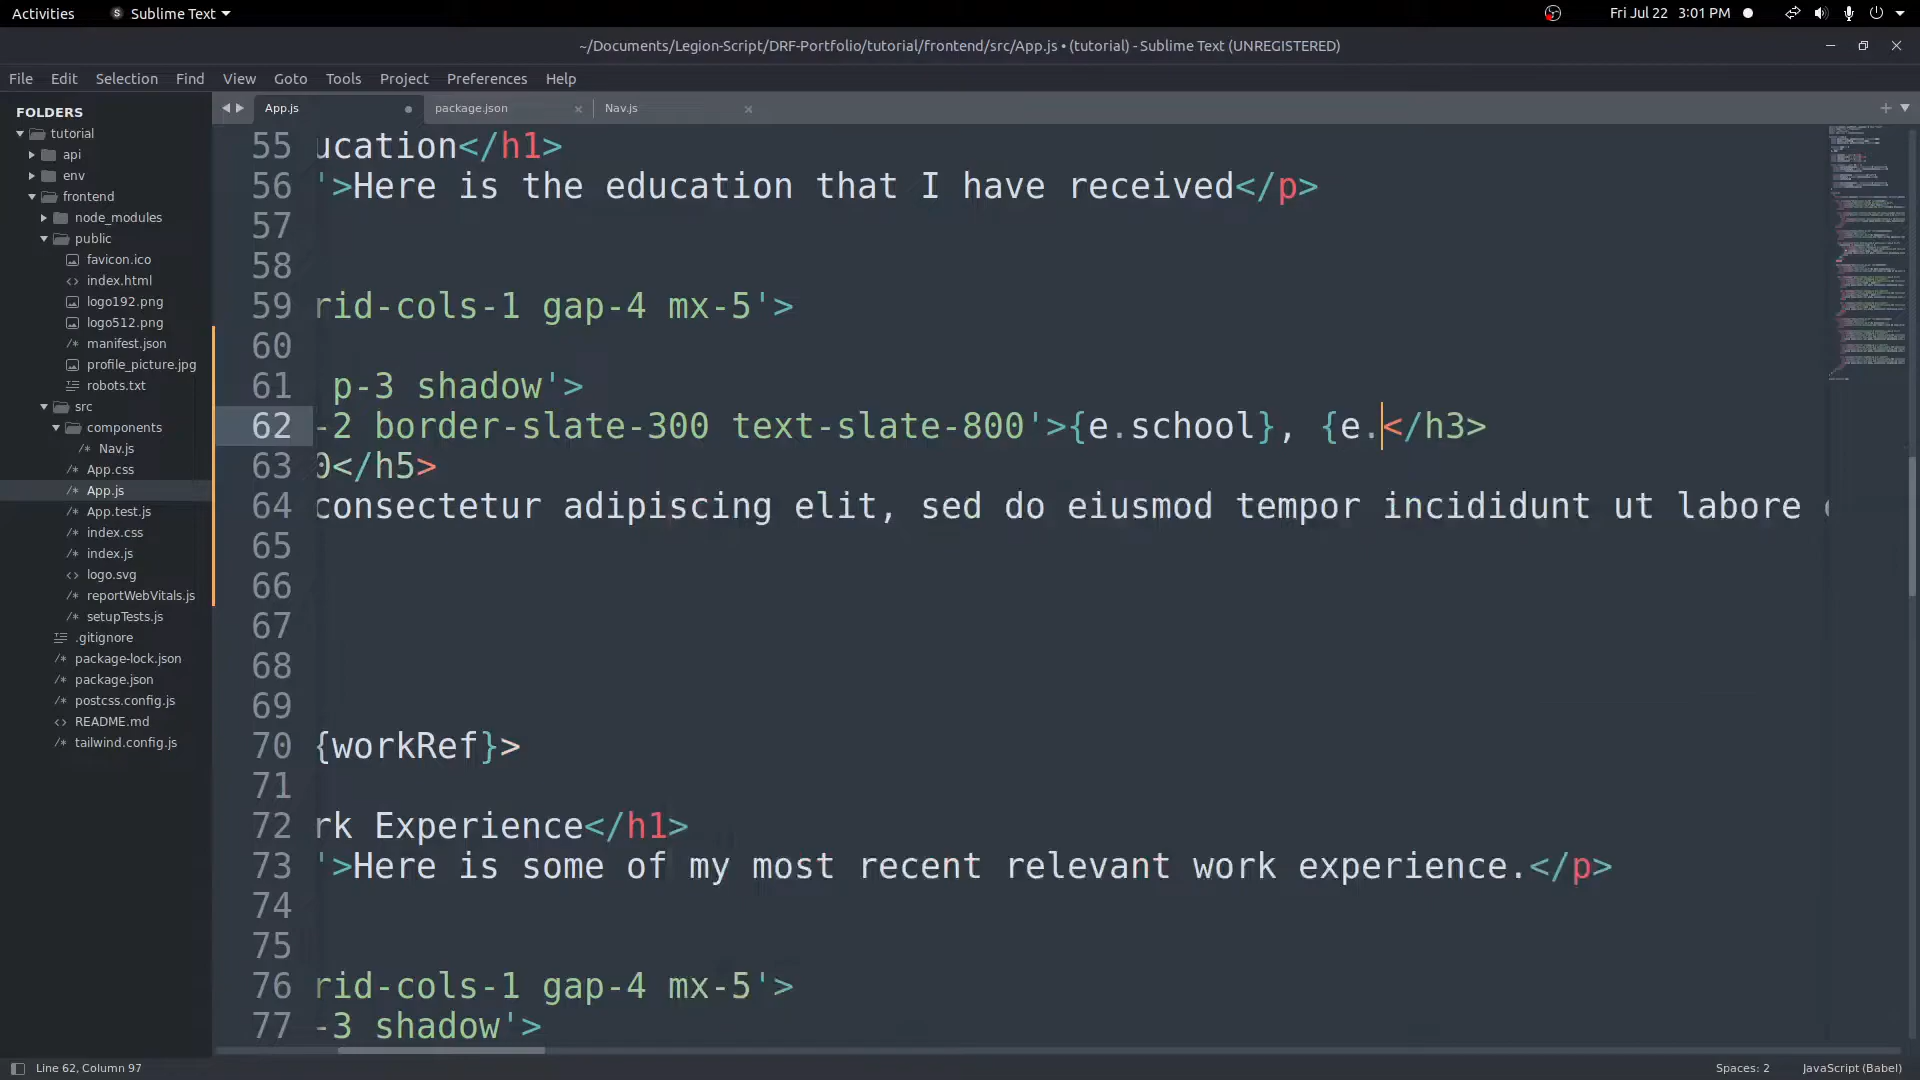 Activities
Sublime Text
Fri Jul 22 3:01 PM
~/Documents/Legion-Script/DRF-Portfolio/tutorial/frontend/src/App.js • (tutorial) - Sublime Text (UNREGISTERED)
File Edit Selection Find View Goto Tools Project Preferences Help
FOLDERS
tutorial
api
env
frontend
node_modules
public
favicon.ico
<> index.html
logo192.png
logo512.png
/* manifest.json
profile_picture.jpg
robots.txt
src
components
/* Nav.js
/* App.css
/* App.js
/* App.test.js
/* index.css
/* index.js
<> logo.svg
/* reportWebVitals.js
/* setupTests.js
.gitignore
/* package-lock.json
/* package.json
/* postcss.config.js
<> README.md
/* tailwind.config.js
App.js package.json Nav.js
55 ucation</h1>
56 '>Here is the education that I have received</p>
57
58
59 rid-cols-1 gap-4 mx-5'>
60
61 p-3 shadow'>
62 -2 border-slate-300 text-slate-800'>{e.school}, {e.</h3>
63 0</h5>
64 consectetur adipiscing elit, sed do eiusmod tempor incididunt ut labore
65
66
67
68
69
70 {workRef}>
71
72 rk Experience</h1>
73 '>Here is some of my most recent relevant work experience.</p>
74
75
76 rid-cols-1 gap-4 mx-5'>
77 -3 shadow'>
Line 62, Column 97
Spaces: 2
JavaScript (Babel)